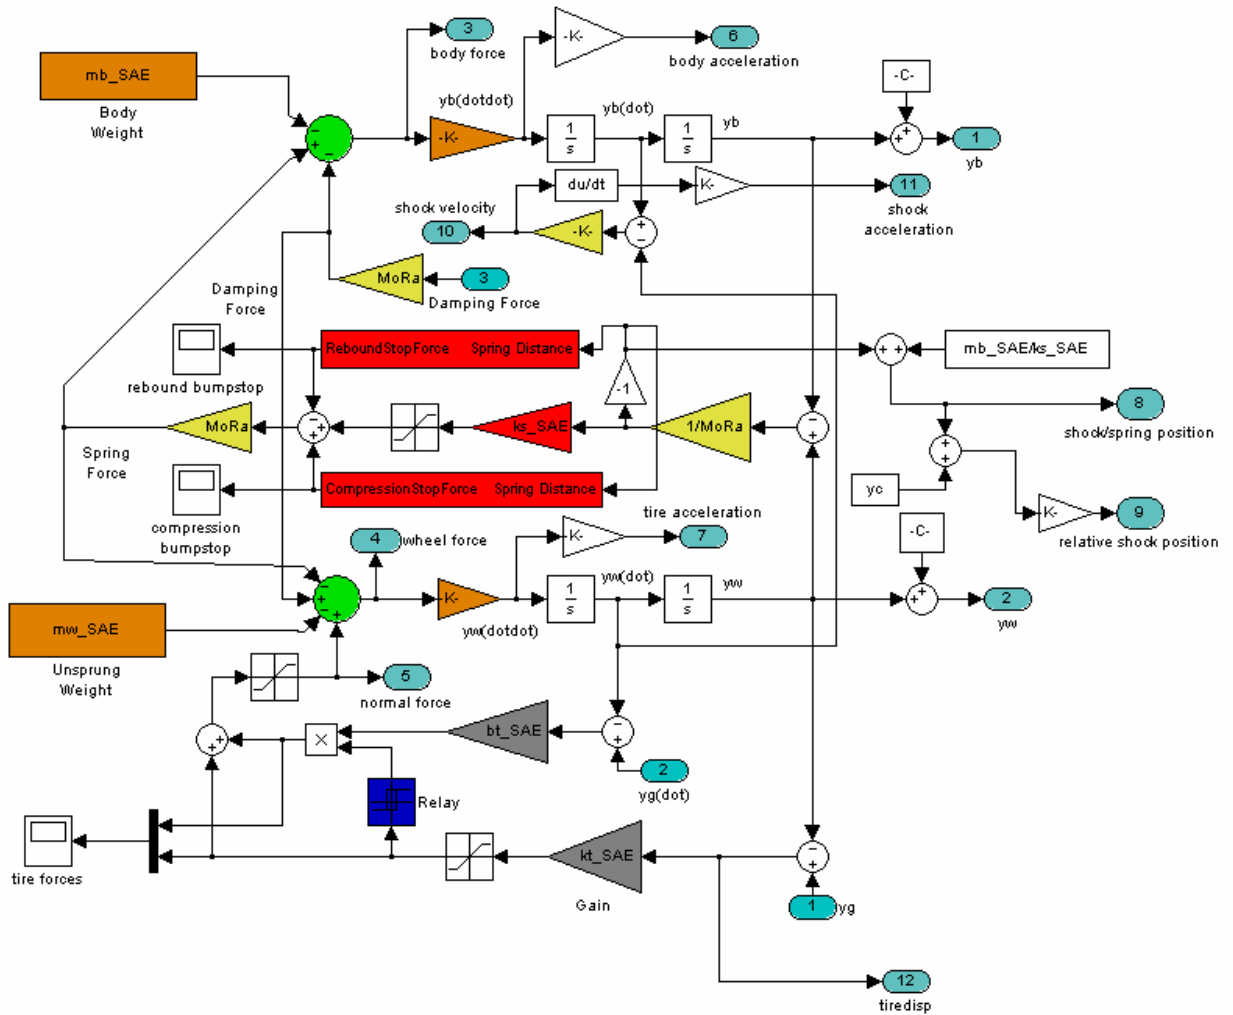 3
body force
-K-
6
body acceleration
mb_SAE
Body
Weight
yb(dotdot)
-K-
1
s
yb(dot)
1
s
yb
-C-
1
yb
du/dt
K-
11
shock
acceleration
shock velocity
10
-K-
MoRa
3
Damping Force
Damping
Force
rebound bumpstop
ReboundStopForce Spring Distance
-1
mb_SAE/ks_SAE
8
shock/spring position
MoRa
ks_SAE
1/MoRa
Spring
Force
CompressionStopForce Spring Distance
compression
bumpstop
yc
K-
9
relative shock position
tire acceleration
4
wheel force
K-
7
-C-
mw_SAE
Unsprung
Weight
K-
yw(dotdot)
1
s
yw(dot)
1
s
yw
2
yw
5
normal force
bt_SAE
2
yg(dot)
Relay
tire forces
kt_SAE
Gain
1
yg
12
tiredisp